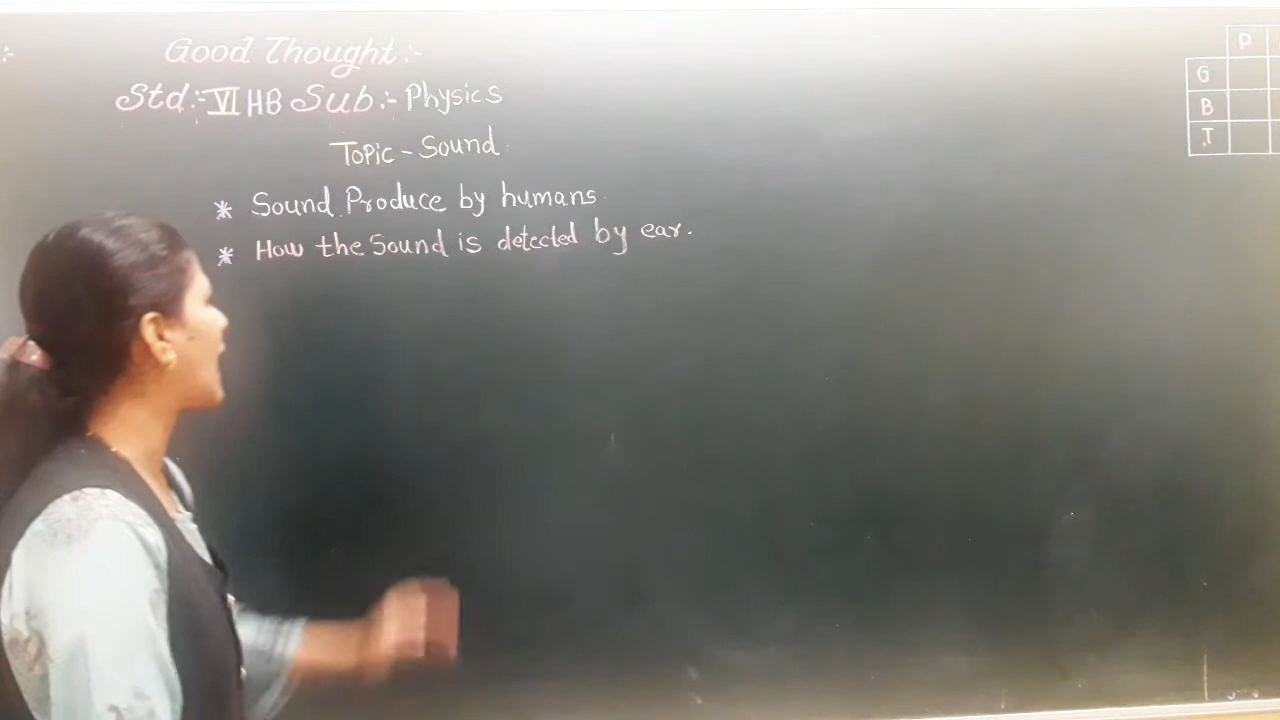 Good Thought:-
Std:- VI HB Sub:- Physics
Topic - Sound
* Sound Produce by humans.
* How the Sound is detected by ear.
P
G
B
T